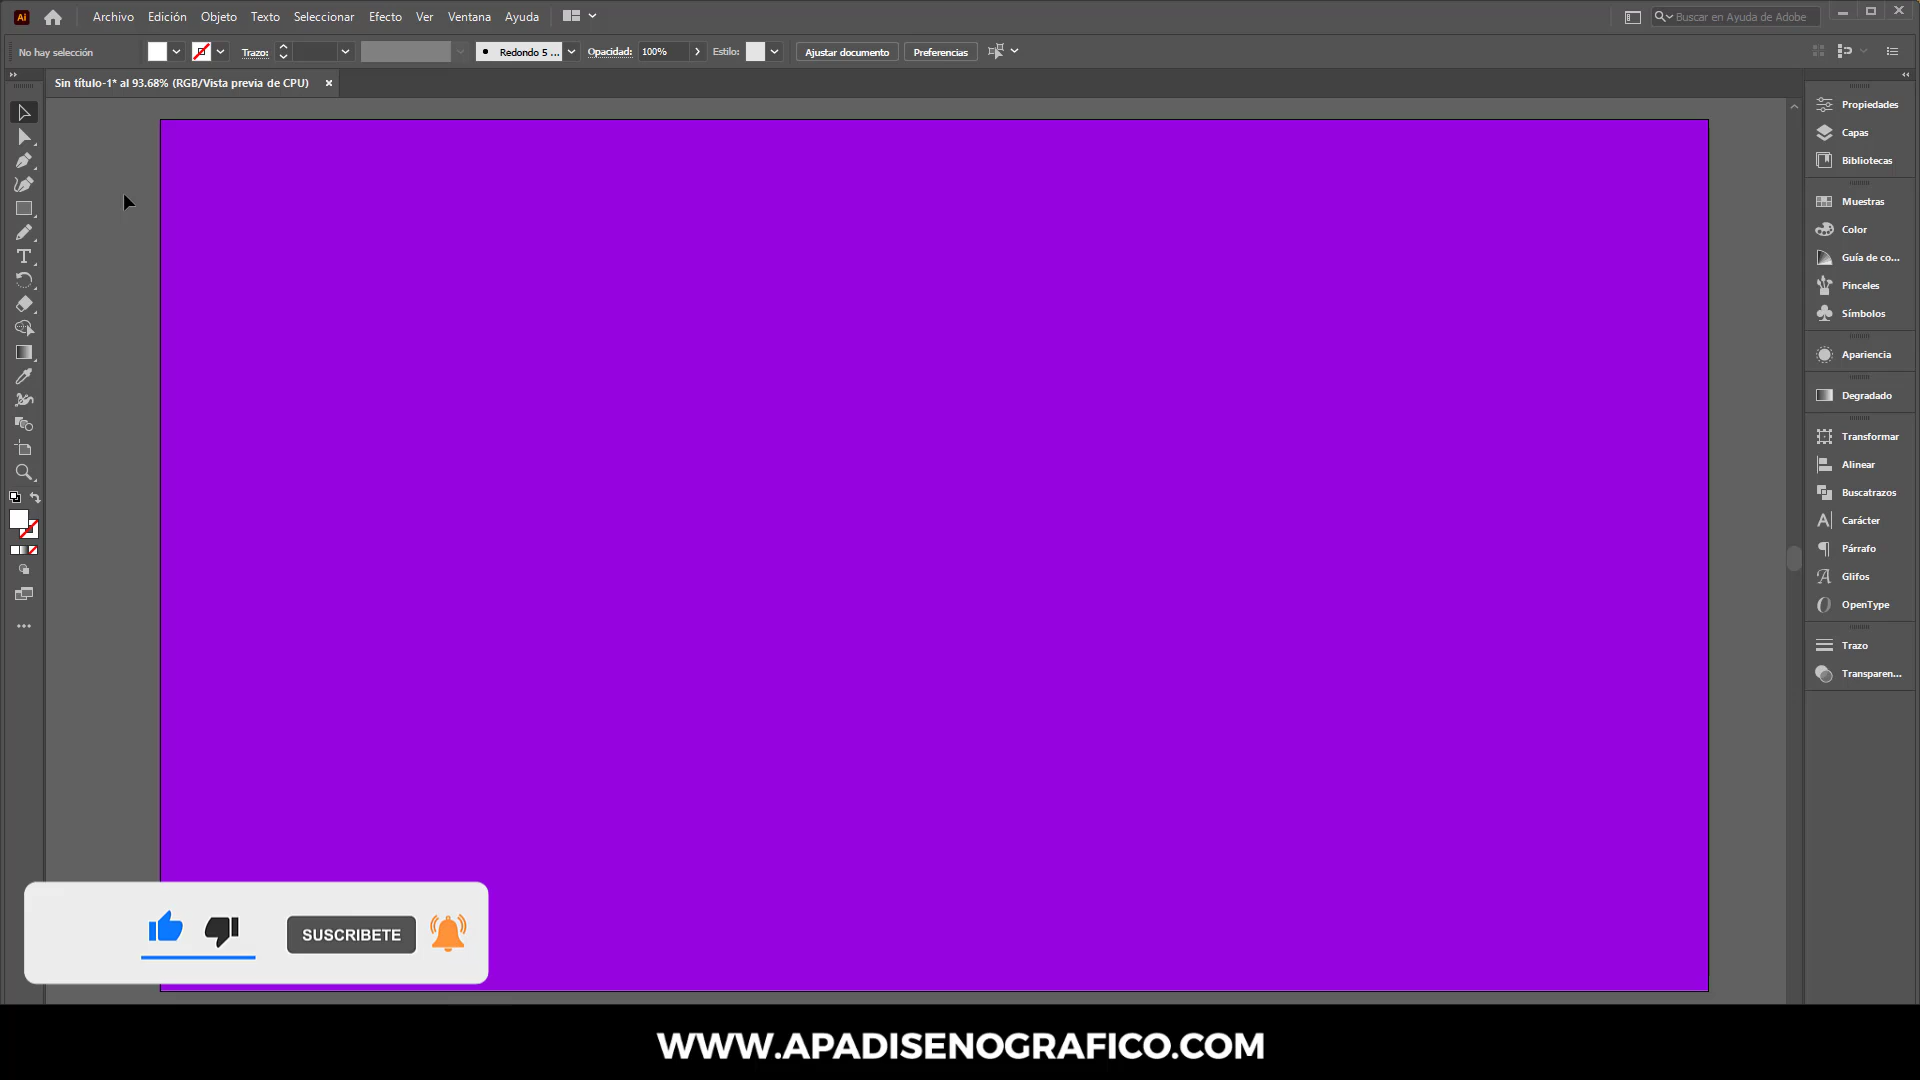 Ai Archivo Edición Objeto Texto Seleccionar Efecto Ver Ventana Ayuda Buscar en Ayuda de Adobe
No hay selección Trazo: Redondo 5 ... Opacidad: 100% Estilo: Ajustar documento Preferencias
Sin título-1* al 93.68% (RGB/Vista previa de CPU) ×
Propiedades
Capas
Bibliotecas
Muestras
Color
Guía de co...
Pinceles
Símbolos
Apariencia
Degradado
Transformar
Alinear
Buscatrazos
Carácter
Párrafo
Glifos
OpenType
Trazo
Transparen...
SUSCRIBETE
WWW.APADISENOGRAFICO.COM